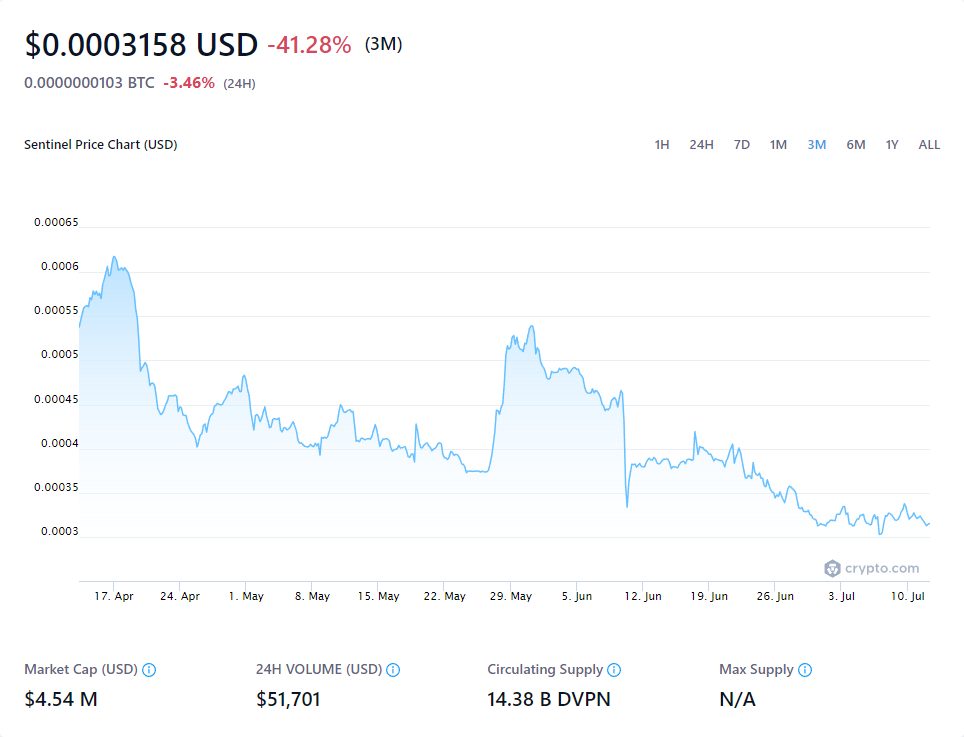 $0.0003158 USD -41.28% (3M)
0.0000000103 BTC -3.46% (24H)
Sentinel Price Chart (USD) 1H 24H 7D 1M 3M 6M 1Y ALL
0.00065
0.0006
0.00055
0.0005
0.00045
0.0004
0.00035
0.0003
crypto.com
17. Apr 24. Apr 1. May 8. May 15. May 22. May 29. May 5. Jun 12. Jun 19. Jun 26. Jun 3. Jul 10. Jul
Market Cap (USD) 24H VOLUME (USD) Circulating Supply Max Supply
$4.54 M $51,701 14.38 B DVPN N/A